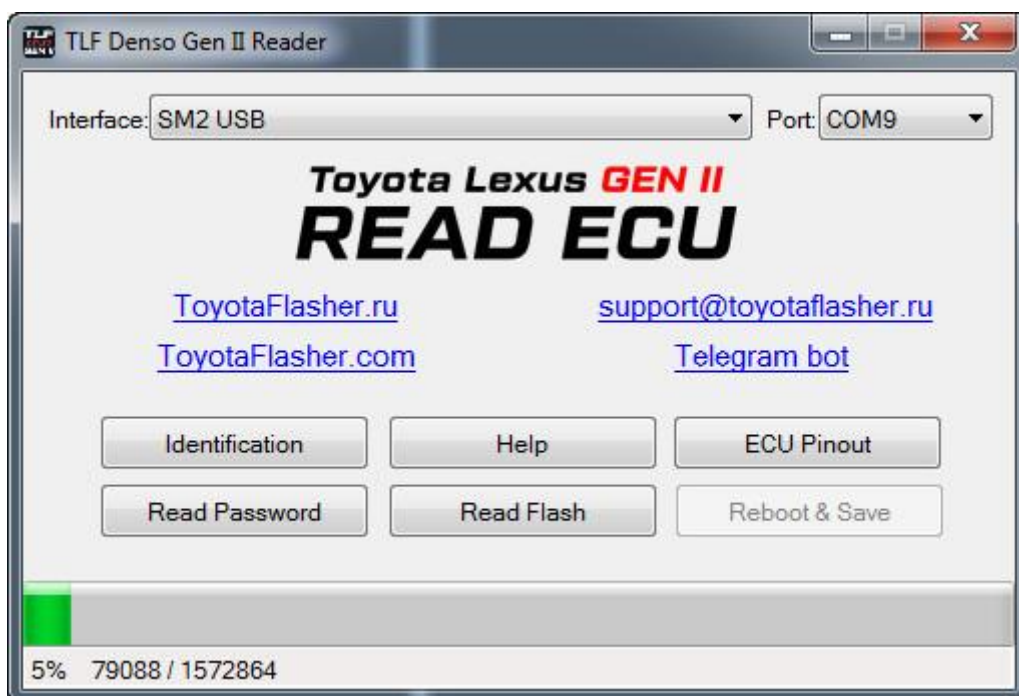 TLF Denso Gen II Reader
Interface: SM2 USB Port: COM9
Toyota Lexus GEN II
READ ECU
ToyotaFlasher.ru support@toyotaflasher.ru
ToyotaFlasher.com Telegram bot
Identification Help ECU Pinout
Read Password Read Flash Reboot & Save
5% 79088 / 1572864